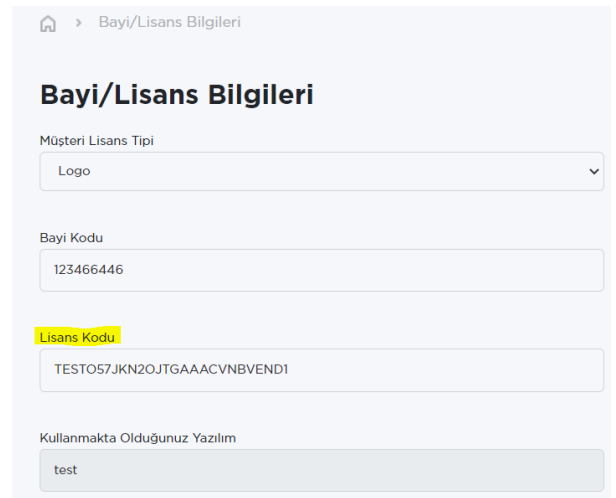 Bayi/Lisans Bilgileri
Bayi/Lisans Bilgileri
Müşteri Lisans Tipi
Logo
Bayi Kodu
123466446
Lisans Kodu
TESTO57JKN2OJTGAAACVNBVEND1
Kullanmakta Olduğunuz Yazılım
test